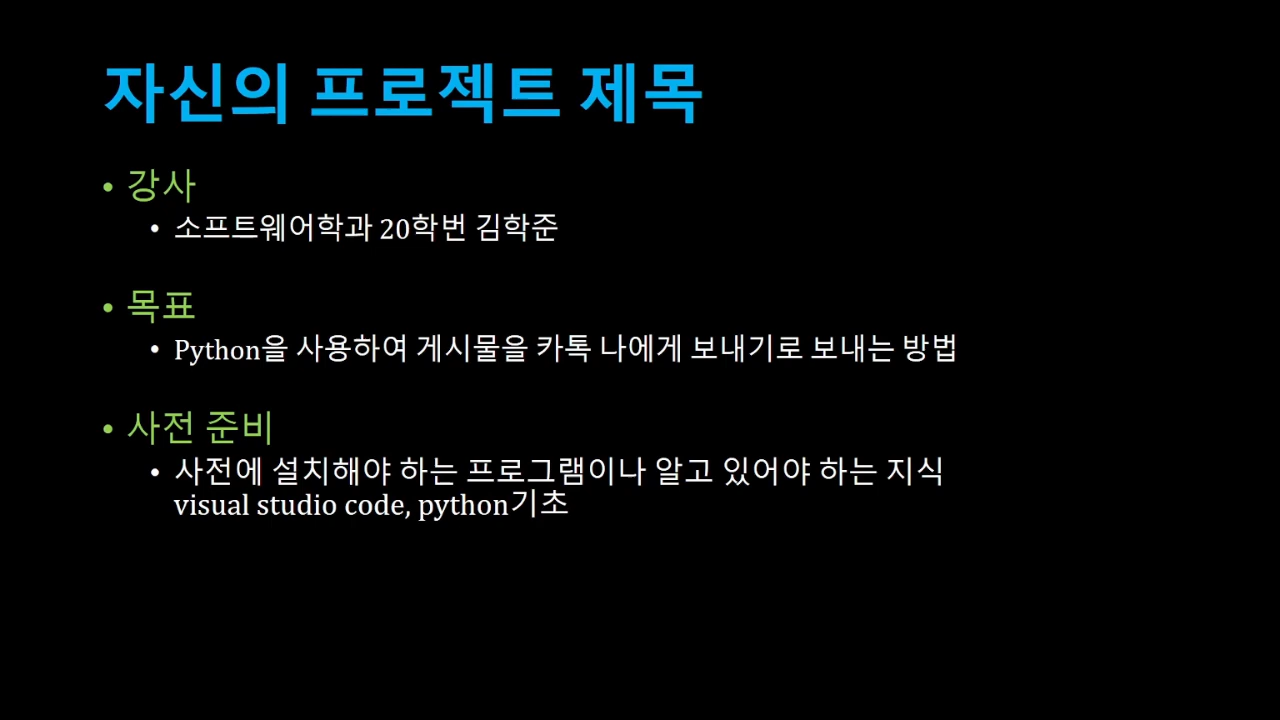 자신의 프로젝트 제목
• 강사
• 소프트웨어학과 20학번 김학준
• 목표
• Python을 사용하여 게시물을 카톡 나에게 보내기로 보내는 방법
• 사전 준비
• 사전에 설치해야 하는 프로그램이나 알고 있어야 하는 지식
visual studio code, python기초